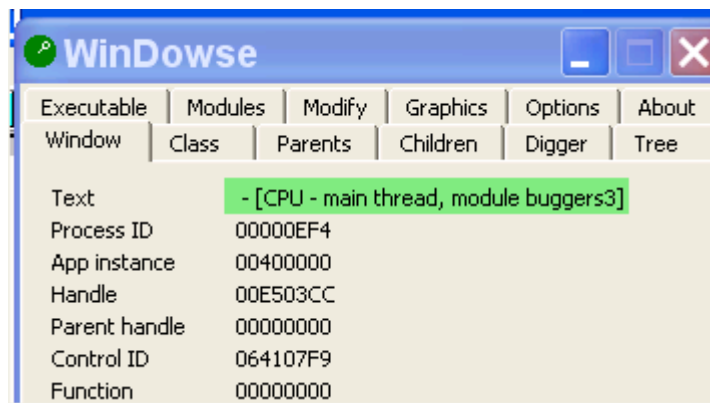 WinDowse
Executable Modules Modify Graphics Options About
Window Class Parents Children Digger Tree
Text - [CPU - main thread, module buggers3]
Process ID 00000EF4
App instance 00400000
Handle 00E503CC
Parent handle 00000000
Control ID 064107F9
Function 00000000